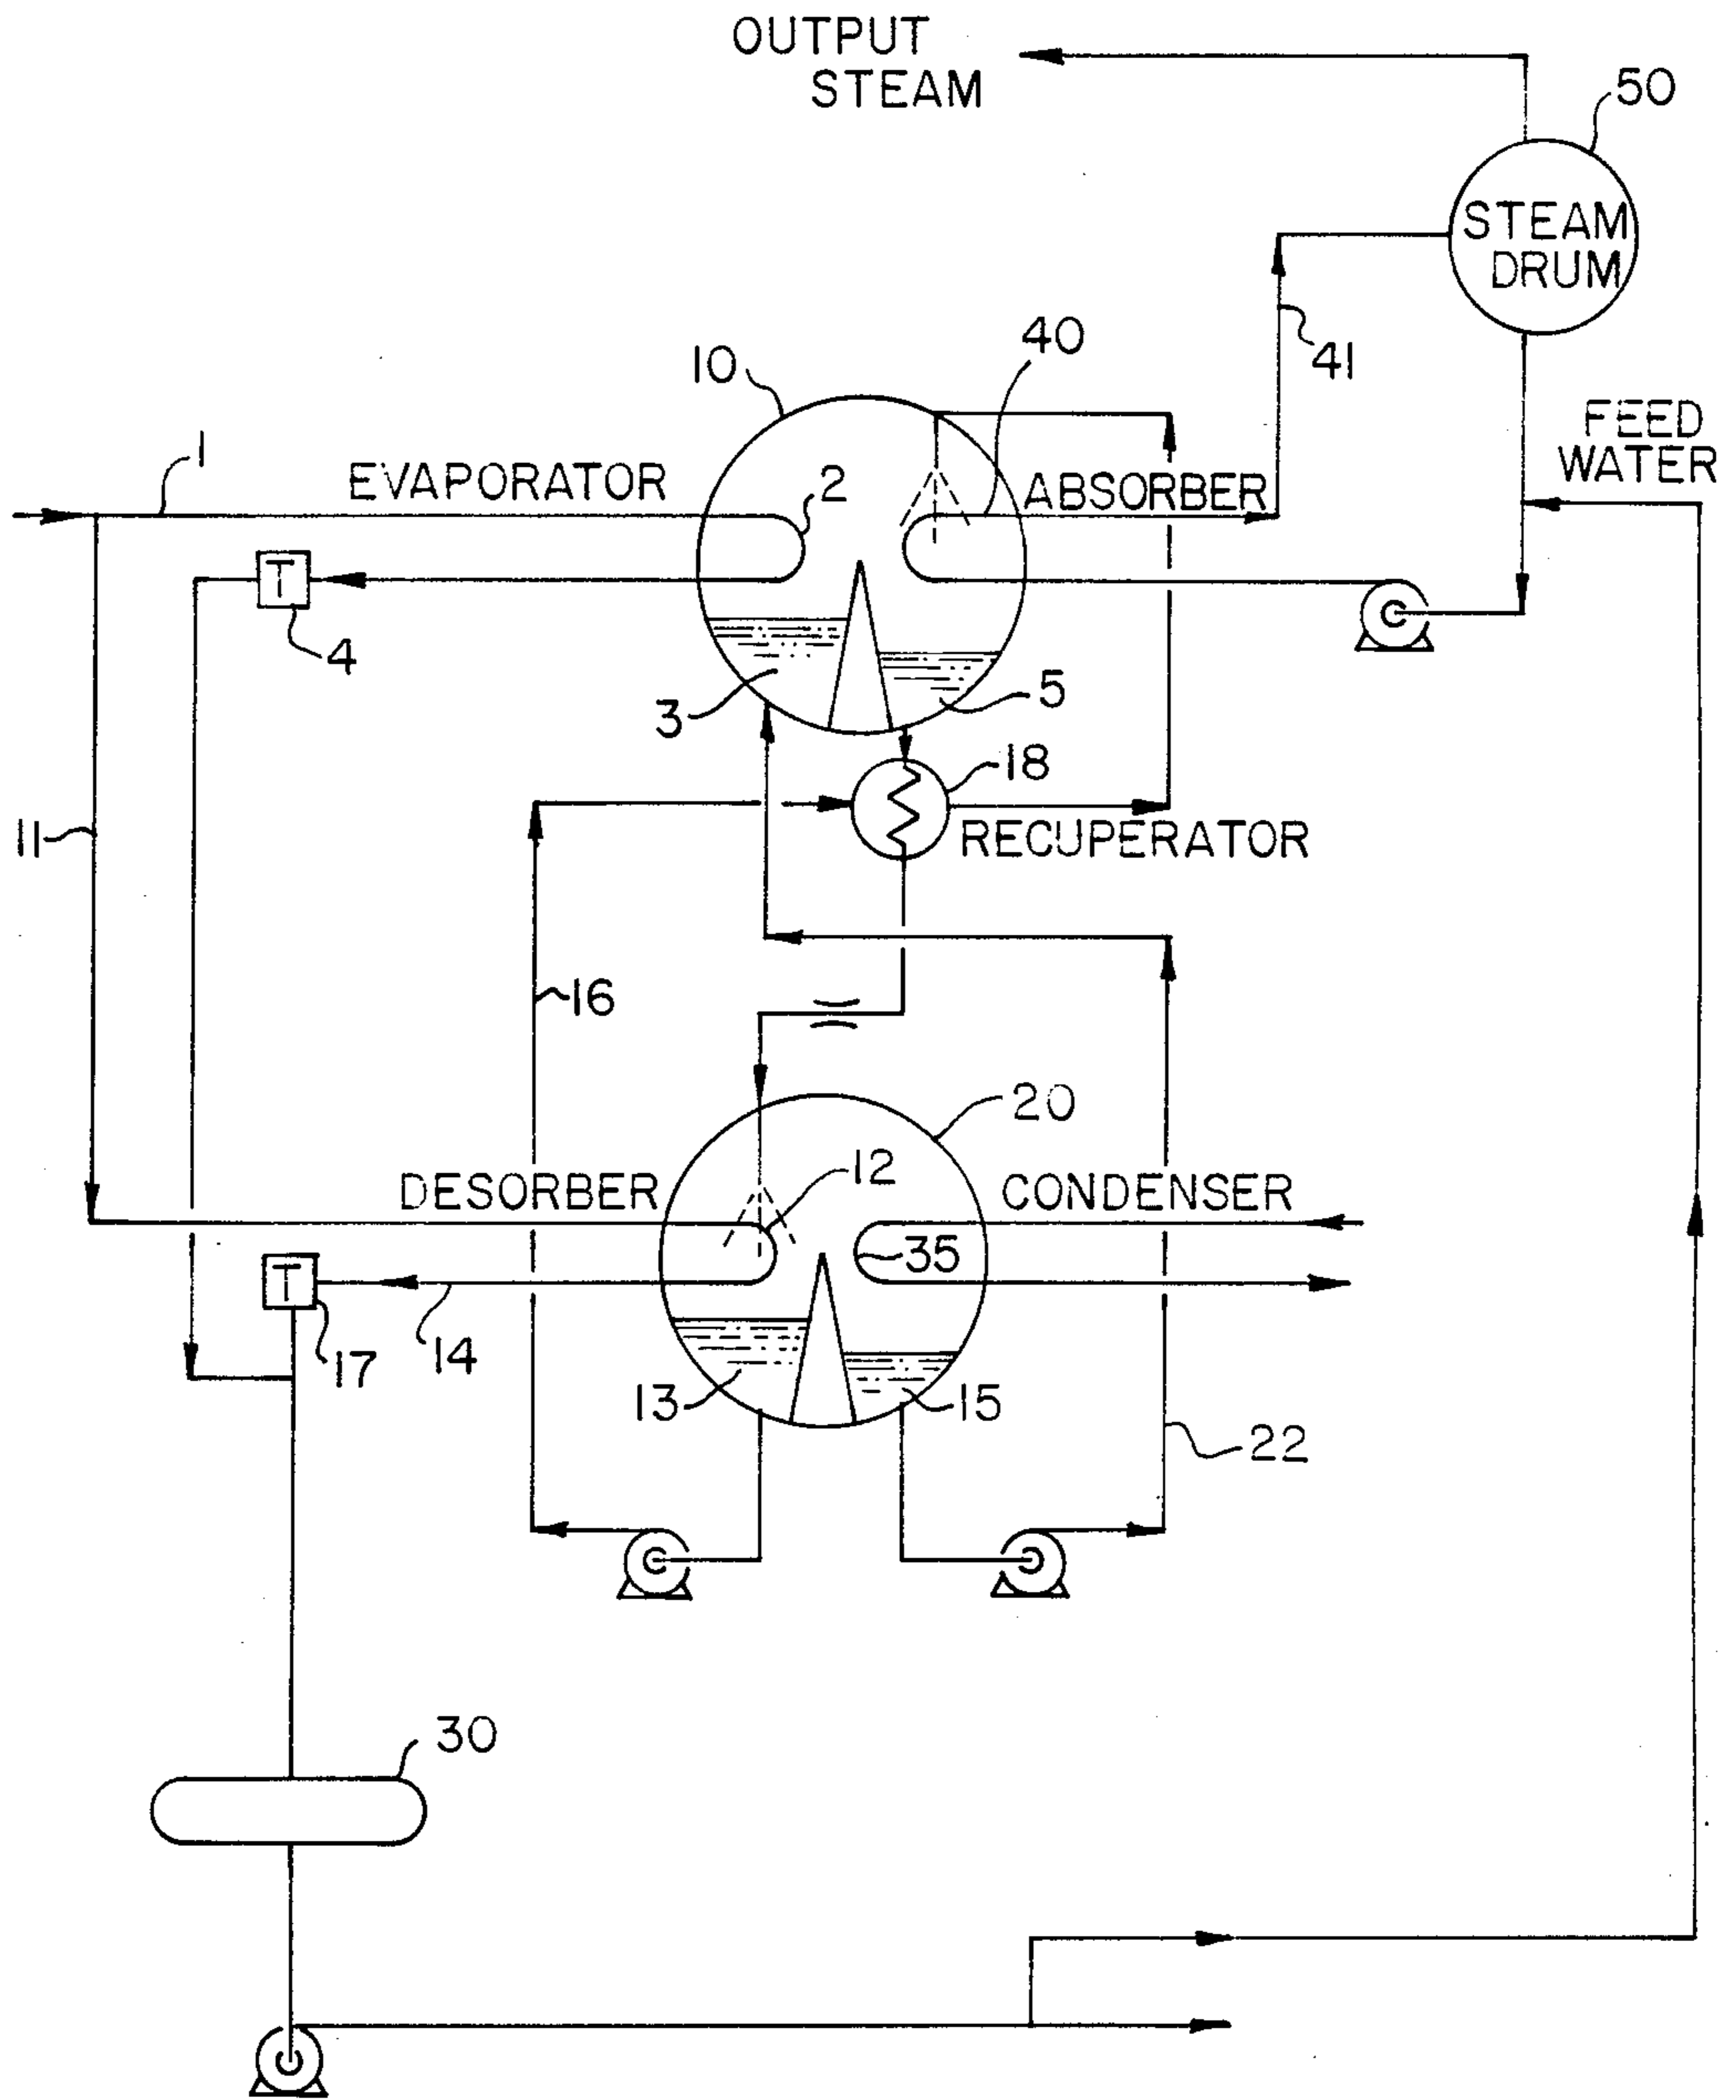 OUTPUT
STEAM
50
STEAM
DRUM
40
41
10
FEED
WATER
1
EVAPORATOR
2
ABSORBER
T
4
3
5
18
RECUPERATOR
11
16
20
DESORBER
12
CONDENSER
35
T
17
14
13
15
22
30